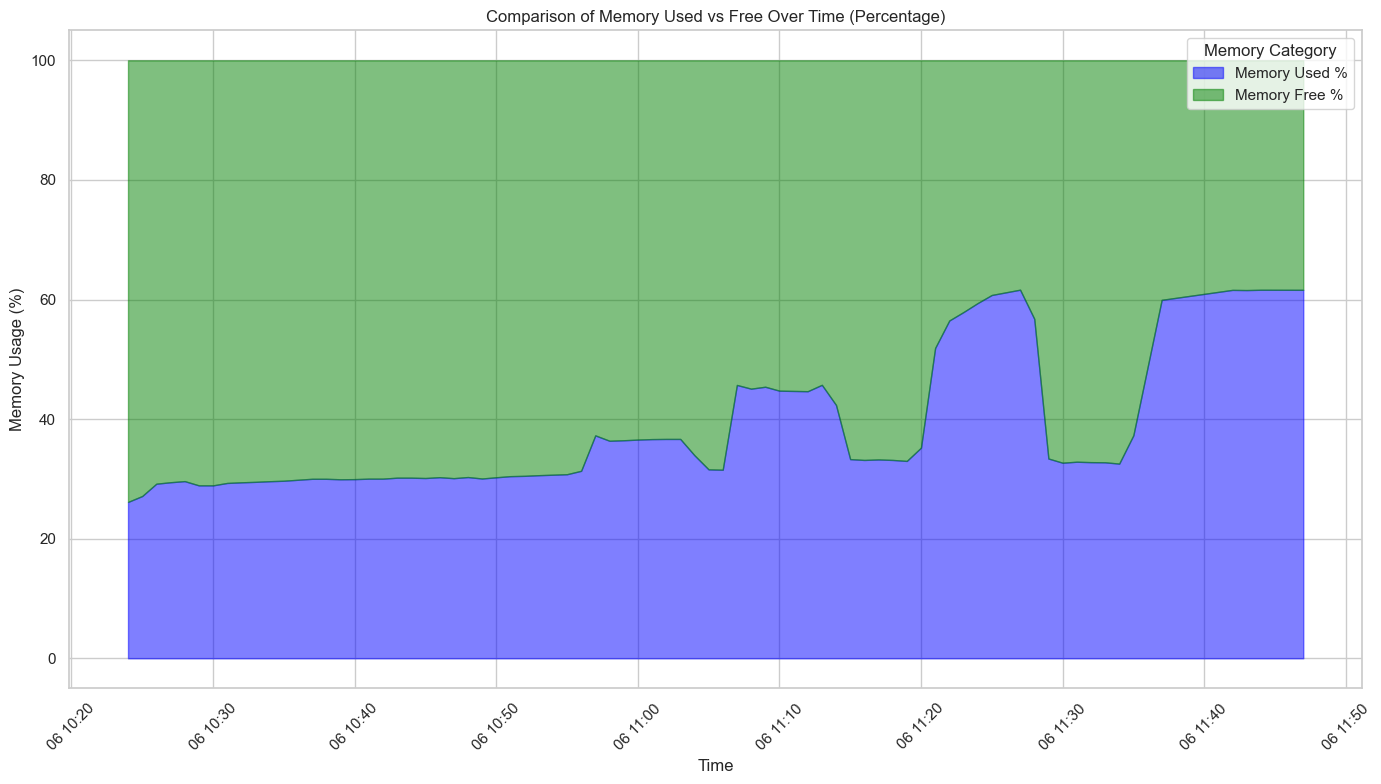 Comparison of Memory Used vs Free Over Time (Percentage)
Memory Category
Memory Used %
Memory Free %
Memory Usage (%)
100
80
60
40
20
0
06 10:20
06 10:30
06 10:40
06 10:50
06 11:00
06 11:10
06 11:20
06 11:30
06 11:40
06 11:50
Time